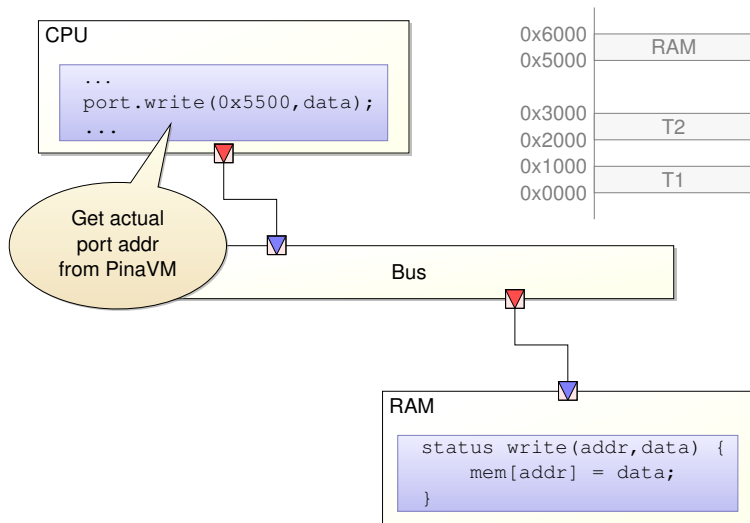 CPU
...
port.write(0x5500,data);
...
0x6000
RAM
0x5000
0x3000
T2
0x2000
0x1000
T1
0x0000
Get actual
port addr
from PinaVM
Bus
RAM
status write(addr,data) {
mem[addr] = data;
}